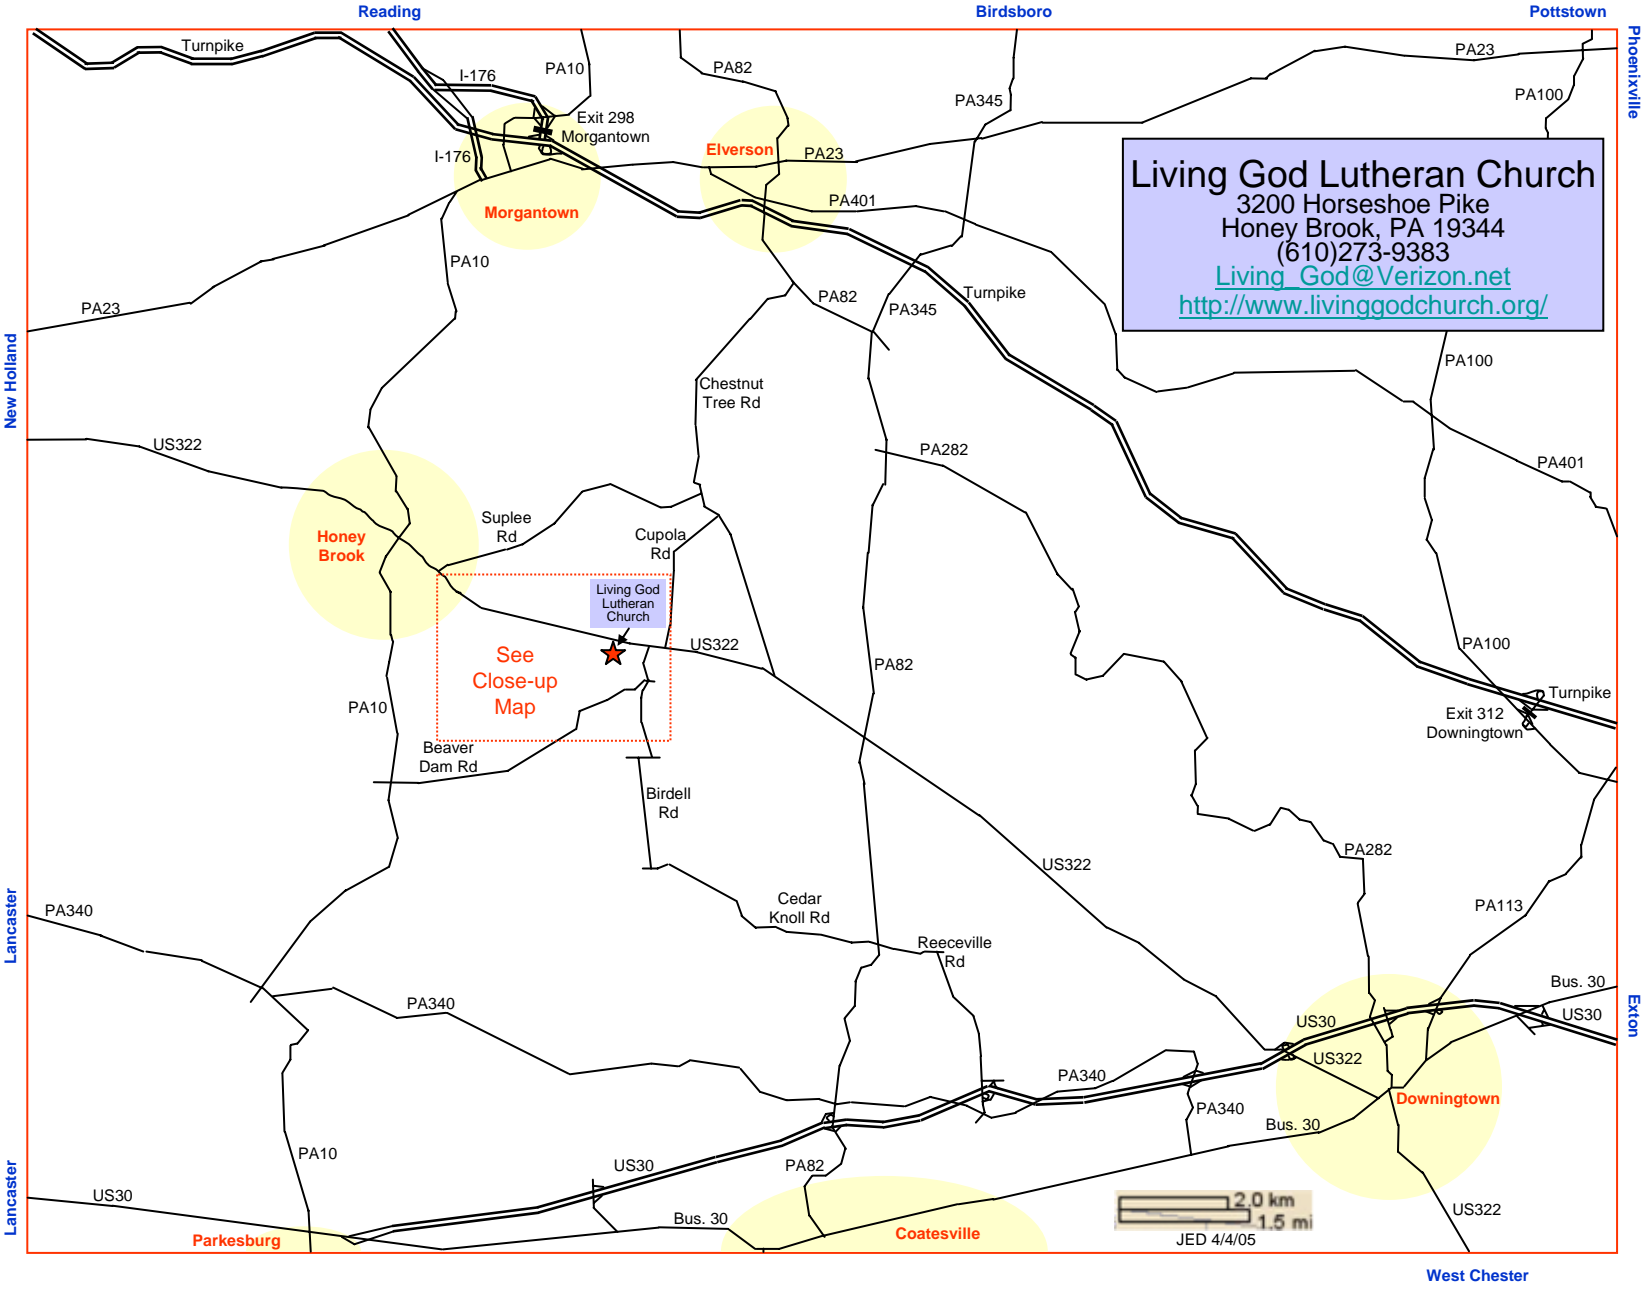 Reading
Birdsboro
Pottstown
Phoenixville
Turnpike
I-176
PA10
PA82
PA345
PA23
PA100
Exit 298
Morgantown
I-176
Elverson
PA23
Morgantown
PA401
PA10
PA23
PA82
PA345
Turnpike
Living God Lutheran Church
3200 Horseshoe Pike
Honey Brook, PA 19344
(610)273-9383
Living_God@Verizon.net
http://www.livinggodchurch.org/
New Holland
PA100
Chestnut
Tree Rd
US322
PA282
PA401
Suplee
Rd
Cupola
Rd
Honey
Brook
Living God
Lutheran
Church
US322
See
Close-up
Map
PA82
PA100
Turnpike
Exit 312
Downingtown
PA10
Beaver
Dam Rd
Birdell
Rd
US322
PA282
Lancaster
PA340
Cedar
Knoll Rd
PA113
Reeceville
Rd
Bus. 30
PA340
US30
US30
Exton
US322
PA340
PA340
Downingtown
Bus. 30
PA10
US30
PA82
Lancaster
US30
Bus. 30
Parkesburg
Coatesville
2.0 km
1.5 mi
JED 4/4/05
US322
West Chester